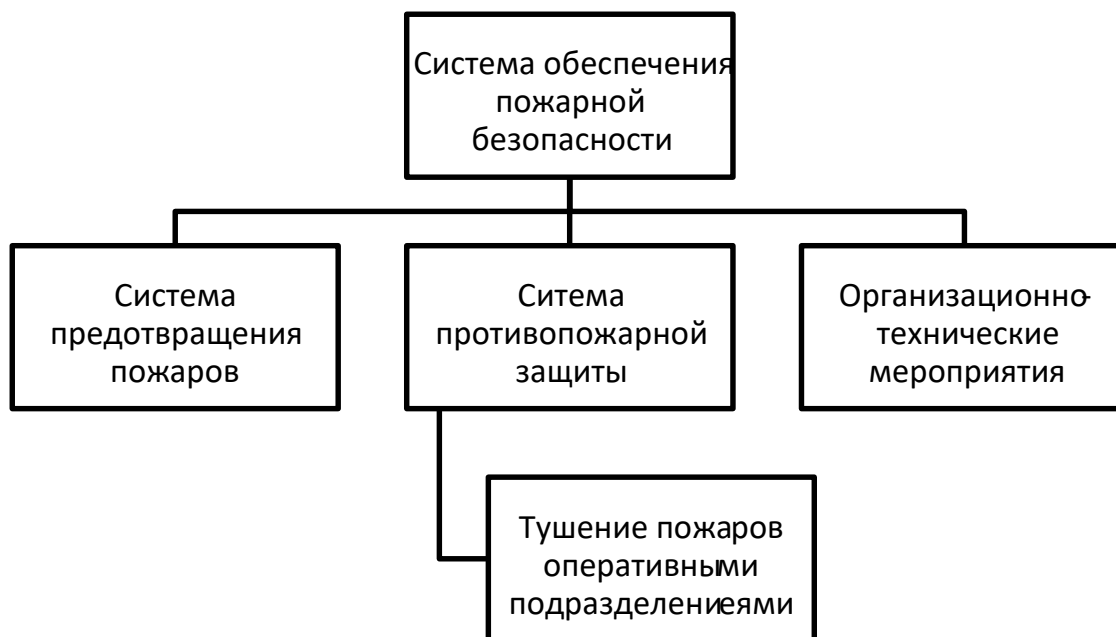 Система обеспечения
пожарной
безопасности
Система
предотвращения
пожаров
Ситема
противопожарной
защиты
Организационно-
технические
мероприятия
Тушение пожаров
оперативными
подразделениеями